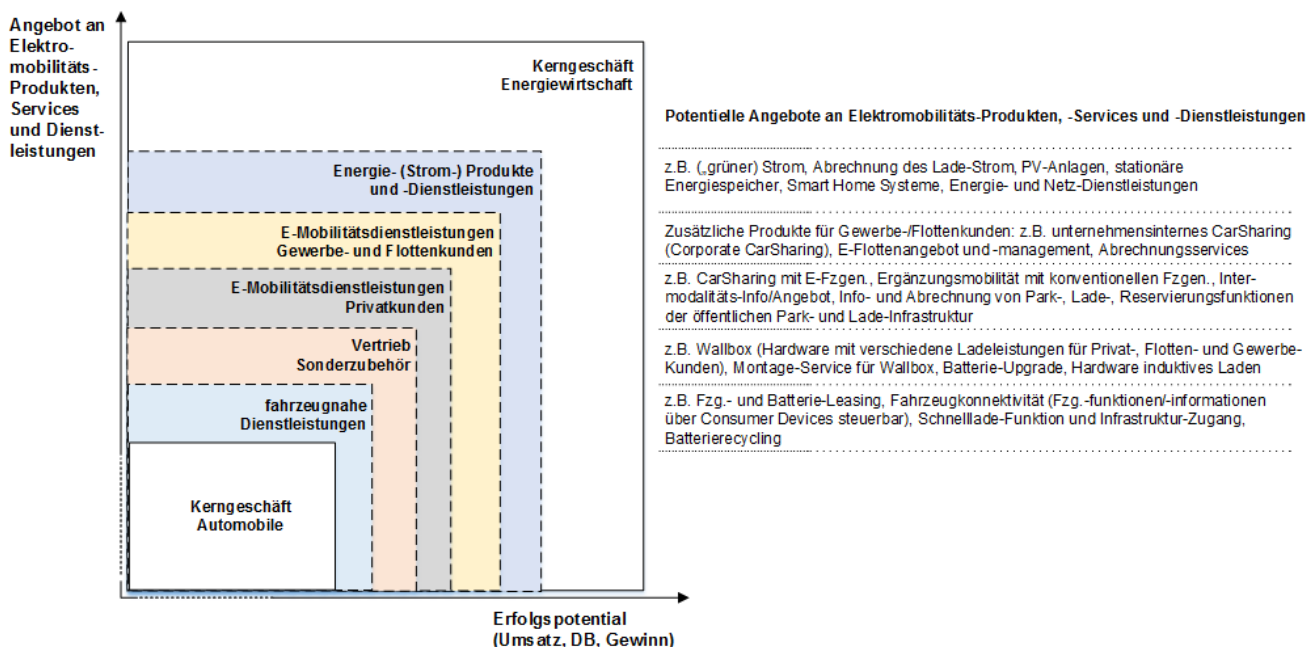 Angebot an
Elektro-
mobilitäts-
Produkten,
Services
und Dienst-
leistungen
Kerngeschäft
Energiewirtschaft
Energie- (Strom-) Produkte
und -Dienstleistungen
E-Mobilitätsdienstleistungen
Gewerbe- und Flottenkunden
E-Mobilitätsdienstleistungen
Privatkunden
Vertrieb
Sonderzubehör
fahrzeugnahe
Dienstleistungen
Kerngeschäft
Automobile
Erfolgspotential
(Umsatz, DB, Gewinn)
Potentielle Angebote an Elektromobilitäts-Produkten, -Services und -Dienstleistungen
z.B. („grüner) Strom, Abrechnung des Lade-Strom, PV-Anlagen, stationäre
Energiespeicher, Smart Home Systeme, Energie- und Netz-Dienstleistungen
Zusätzliche Produkte für Gewerbe-/Flottenkunden: z.B. unternehmensinternes CarSharing
(Corporate CarSharing), E-Flottenangebot und -management, Abrechnungsservices
z.B. CarSharing mit E-Fzgen., Ergänzungsmobilität mit konventionellen Fzgen., Inter-
modalitäts-Info/Angebot, Info- und Abrechnung von Park-, Lade-, Reservierungsfunktionen
der öffentlichen Park- und Lade-Infrastruktur
z.B. Wallbox (Hardware mit verschiedene Ladeleistungen für Privat-, Flotten- und Gewerbe-
Kunden), Montage-Service für Wallbox, Batterie-Upgrade, Hardware induktives Laden
z.B. Fzg.- und Batterie-Leasing, Fahrzeugkonnektivität (Fzg.-funktionen/-informationen
über Consumer Devices steuerbar), Schnelllade-Funktion und Infrastruktur-Zugang,
Batterierecycling